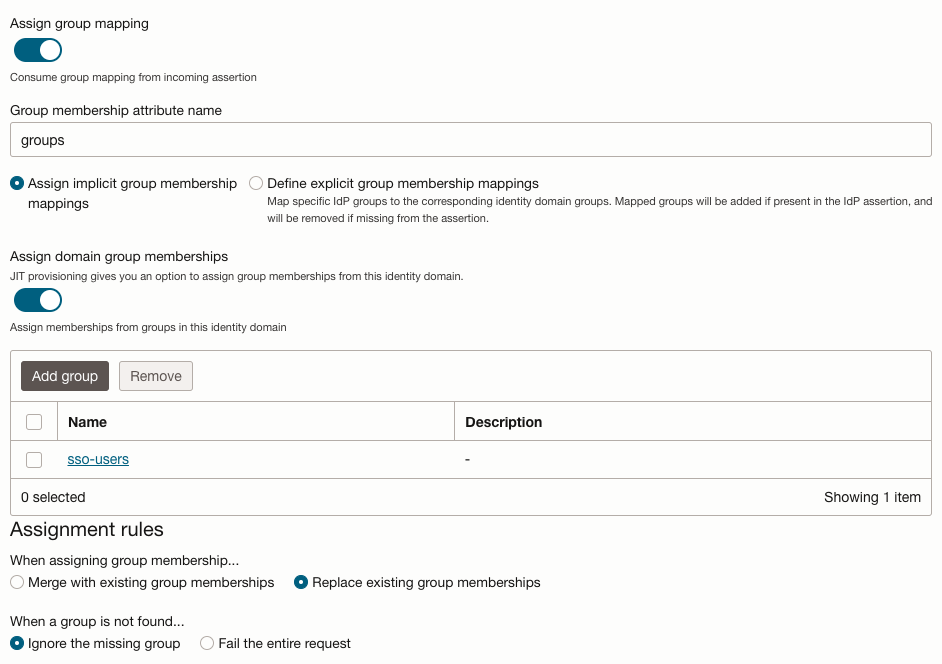 Assign group mapping
Consume group mapping from incoming assertion
Group membership attribute name
groups
Assign implicit group membership
mappings
Define explicit group membership mappings
Map specific IdP groups to the corresponding identity domain groups. Mapped groups will be added if present in the IdP assertion, and
will be removed if missing from the assertion.
Assign domain group memberships
JIT provisioning gives you an option to assign group memberships from this identity domain.
Assign memberships from groups in this identity domain
Add group Remove
Name Description
sso-users -
0 selected Showing 1 item
Assignment rules
When assigning group membership...
Merge with existing group memberships Replace existing group memberships
When a group is not found...
Ignore the missing group Fail the entire request